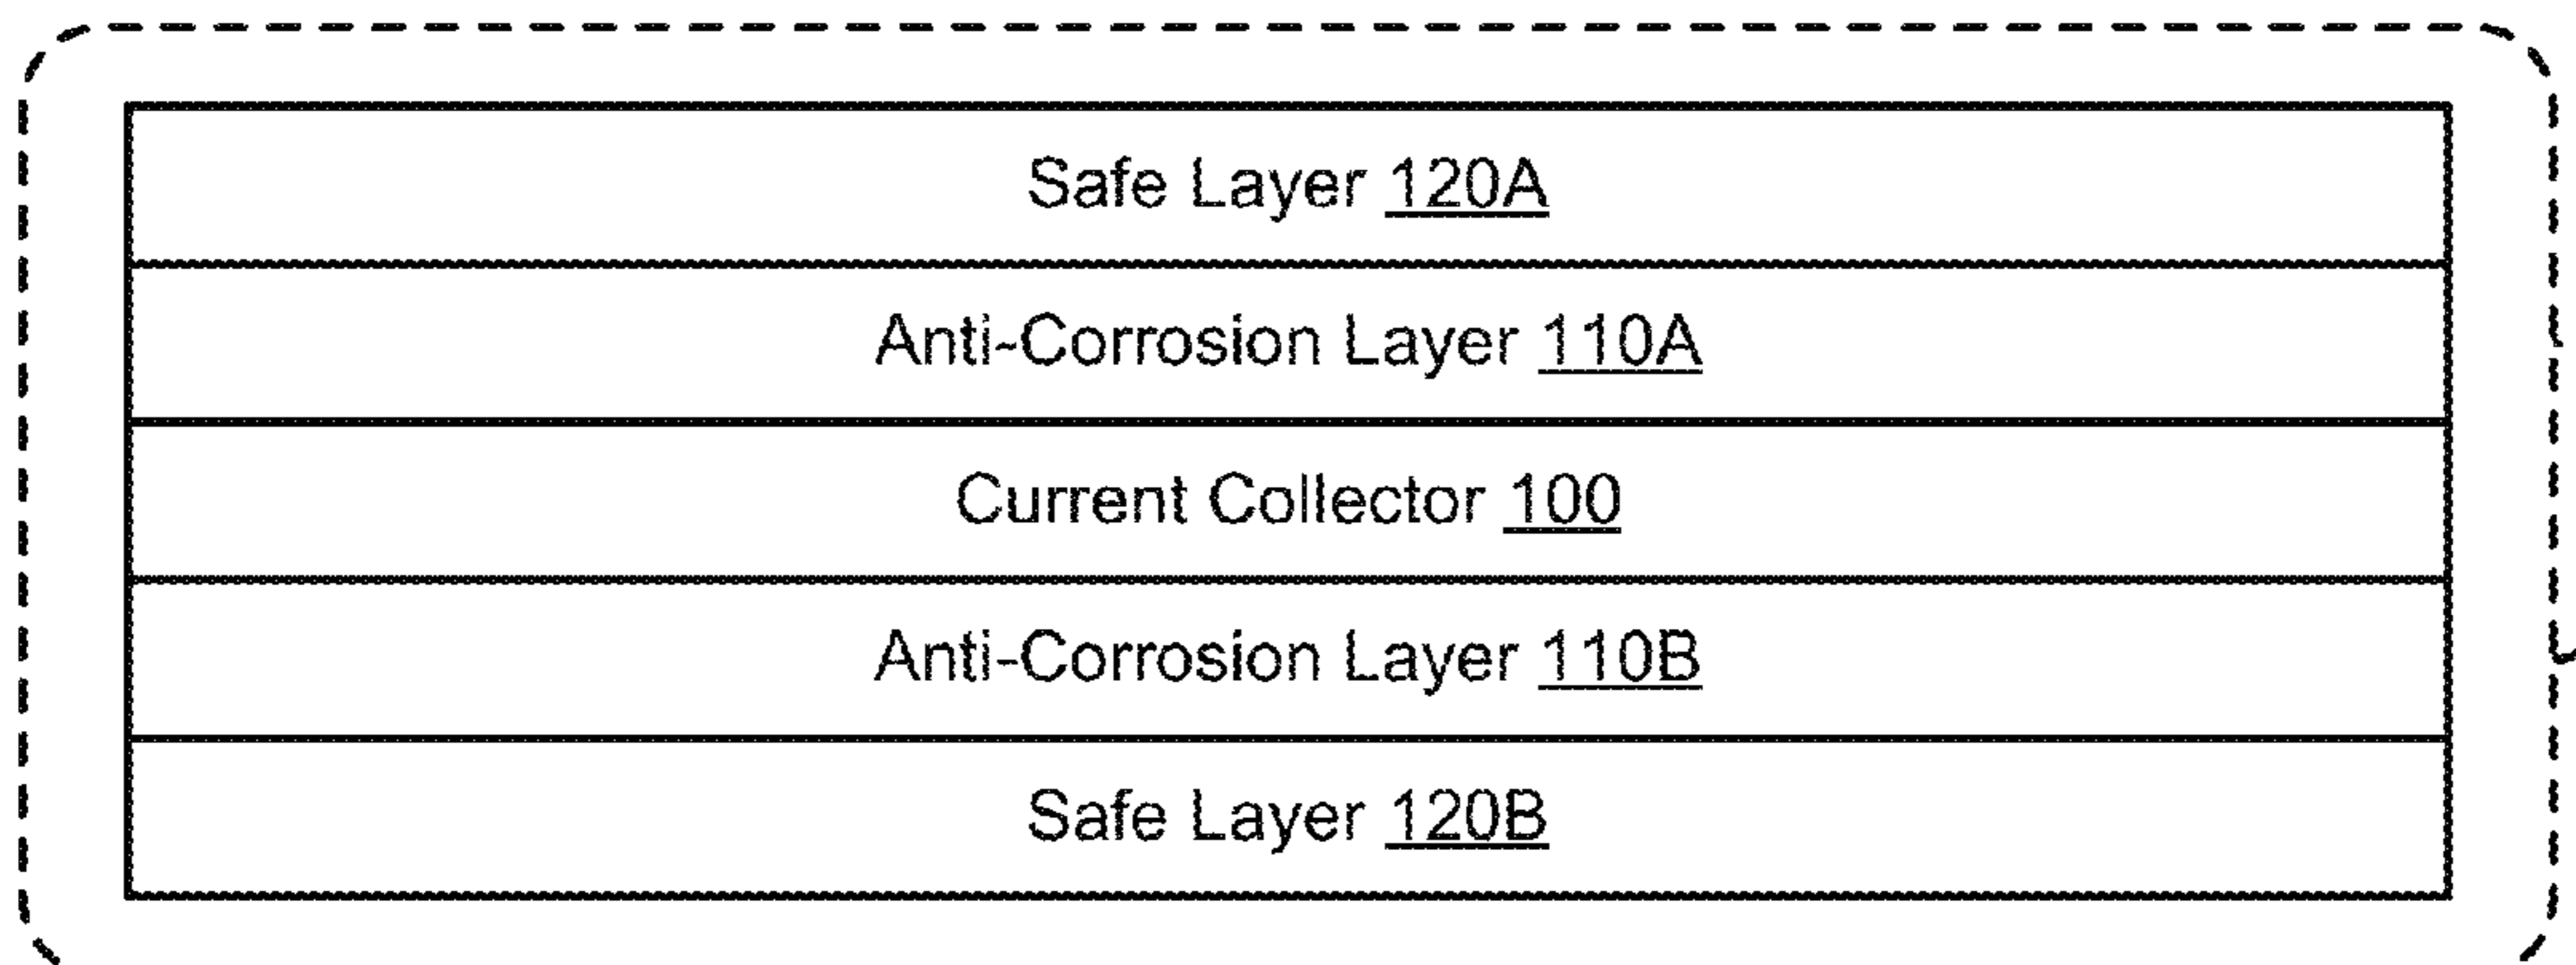 Safe Layer 120A
Anti-Corrosion Layer 110A
Current Collector 100
Anti-Corrosion Layer 110B
Safe Layer 120B